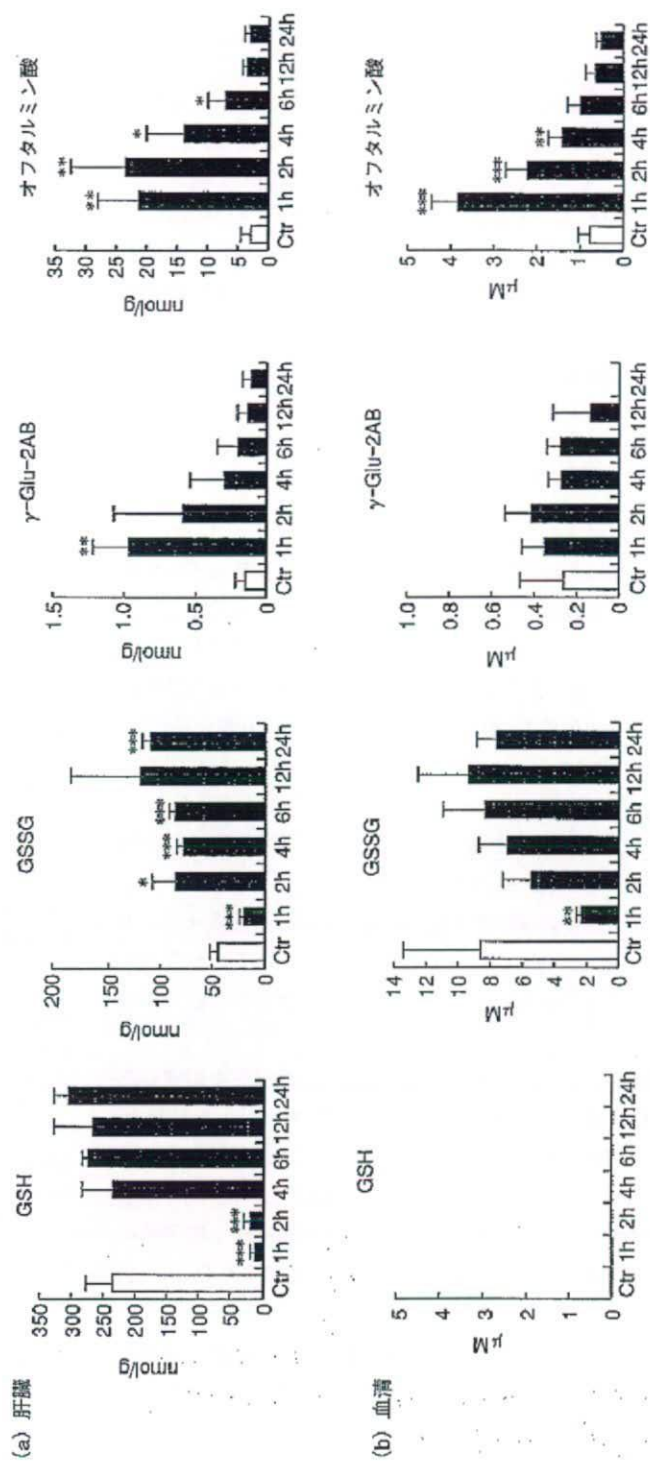 (a) 肝臓
GSH
350
300
250
200
150
100
50
0
nmol/g
*** ***
Ctr 1h 2h 4h 6h 12h 24h
GSSG
200
150
100
50
0
nmol/g
*** * *** *** ***
Ctr 1h 2h 4h 6h 12h 24h
γ-Glu-2AB
1.5
1.0
0.5
0
nmol/g
**
Ctr 1h 2h 4h 6h 12h 24h
オフタルミン酸
35
30
25
20
15
10
5
0
nmol/g
** ** * *
Ctr 1h 2h 4h 6h 12h 24h
(b) 血清
GSH
5
4
3
2
1
0
μM
Ctr 1h 2h 4h 6h 12h 24h
GSSG
14
12
10
8
6
4
2
0
μM
**
Ctr 1h 2h 4h 6h 12h 24h
γ-Glu-2AB
1.0
0.8
0.6
0.4
0.2
0
μM
Ctr 1h 2h 4h 6h 12h 24h
オフタルミン酸
5
4
3
2
1
0
μM
*** *** **
Ctr 1h 2h 4h 6h 12h 24h